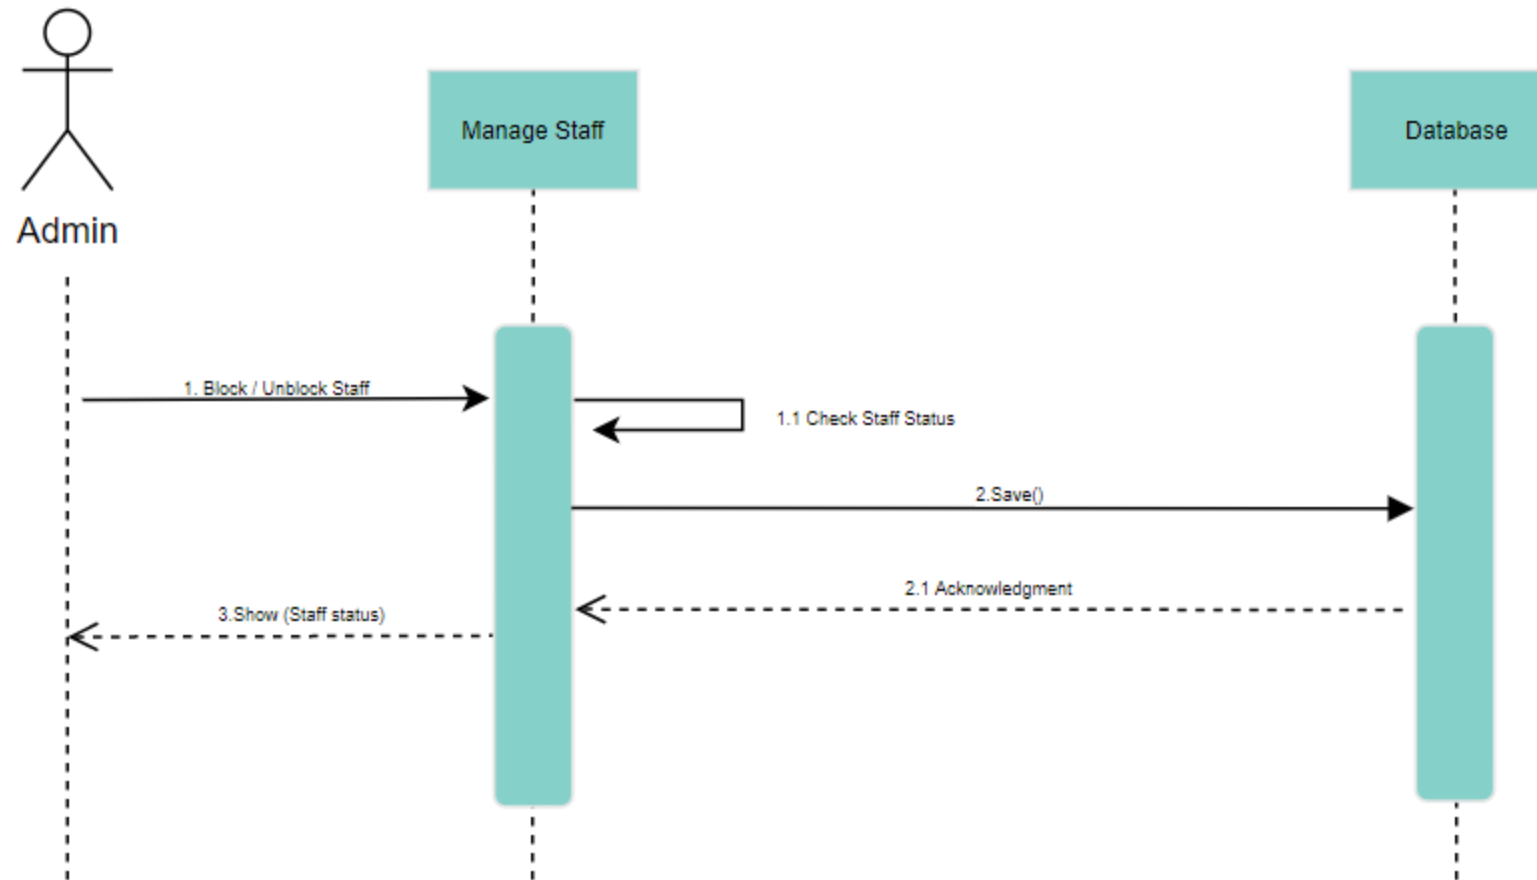 Manage Staff
Database
Admin
1. Block / Unblock Staff
1.1 Check Staff Status
2.Save()
2.1 Acknowledgment
3.Show (Staff status)